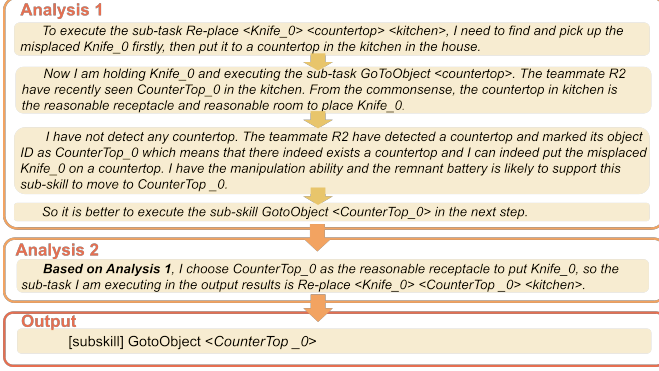 Analysis 1
To execute the sub-task Re-place <Knife_0> <countertop> <kitchen>, I need to find and pick up the
misplaced Knife_0 firstly, then put it to a countertop in the kitchen in the house.
Now I am holding Knife_0 and executing the sub-task GoToObject <countertop>. The teammate R2
have recently seen CounterTop_0 in the kitchen. From the commonsense, the countertop in kitchen is
the reasonable receptacle and reasonable room to place Knife_0.
I have not detect any countertop. The teammate R2 have detected a countertop and marked its object
ID as CounterTop_0 which means that there indeed exists a countertop and I can indeed put the misplaced
Knife_0 on a countertop. I have the manipulation ability and the remnant battery is likely to support this
sub-skill to move to CounterTop _0.
So it is better to execute the sub-skill GotoObject <CounterTop_0> in the next step.
Analysis 2
Based on Analysis 1, I choose CounterTop_0 as the reasonable receptacle to put Knife_0, so the
sub-task I am executing in the output results is Re-place <Knife_0> <CounterTop _0> <kitchen>.
Output
[subskill] GotoObject <CounterTop _0>